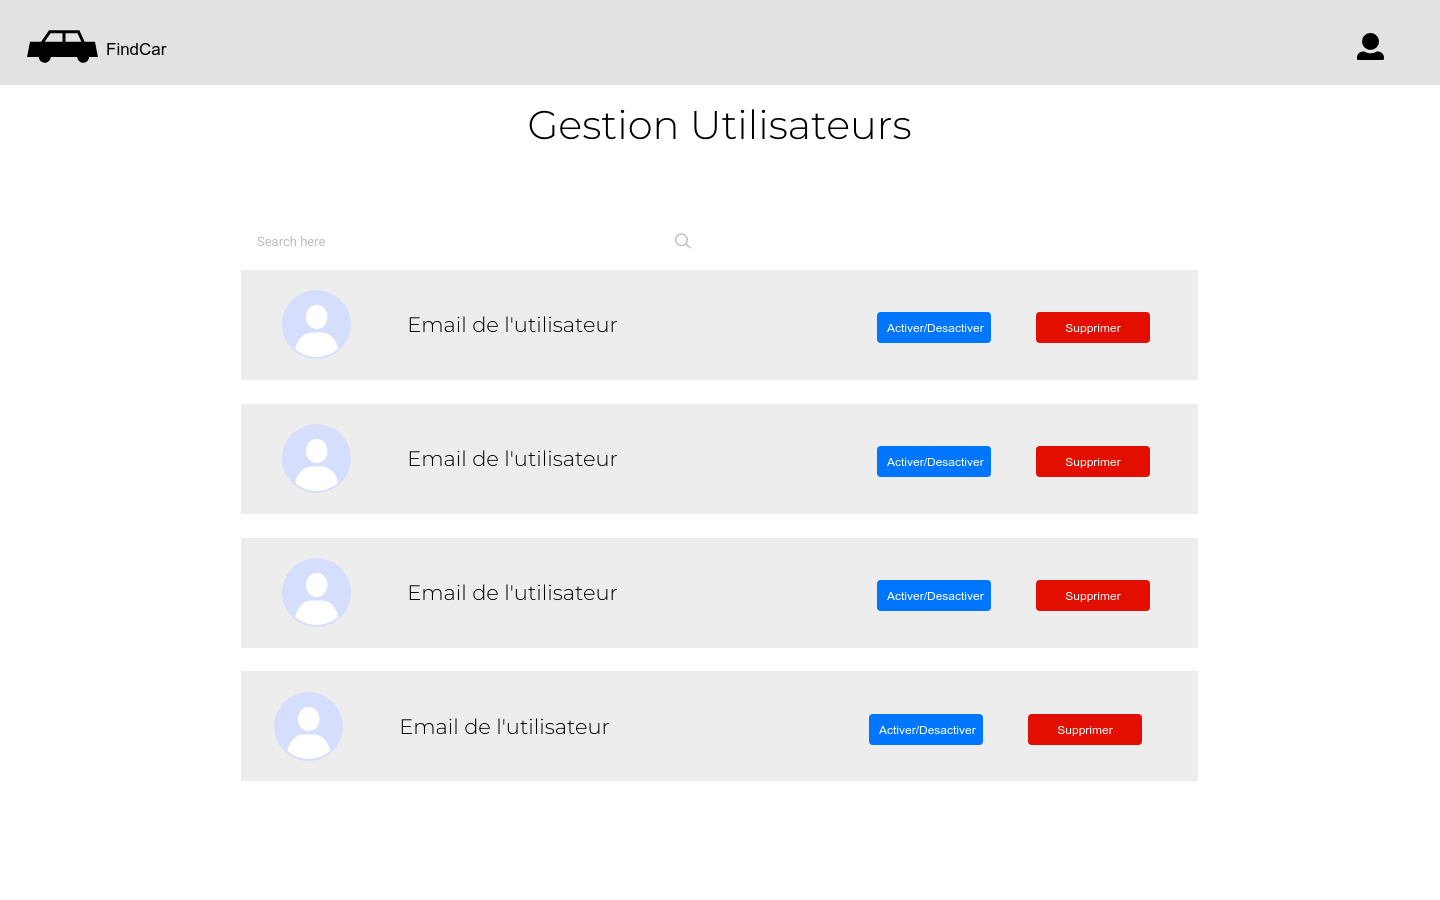 FindCar
Gestion Utilisateurs
Search here
Email de l'utilisateur
Activer/Desactiver
Supprimer
Email de l'utilisateur
Activer/Desactiver
Supprimer
Email de l'utilisateur
Activer/Desactiver
Supprimer
Email de l'utilisateur
Activer/Desactiver
Supprimer